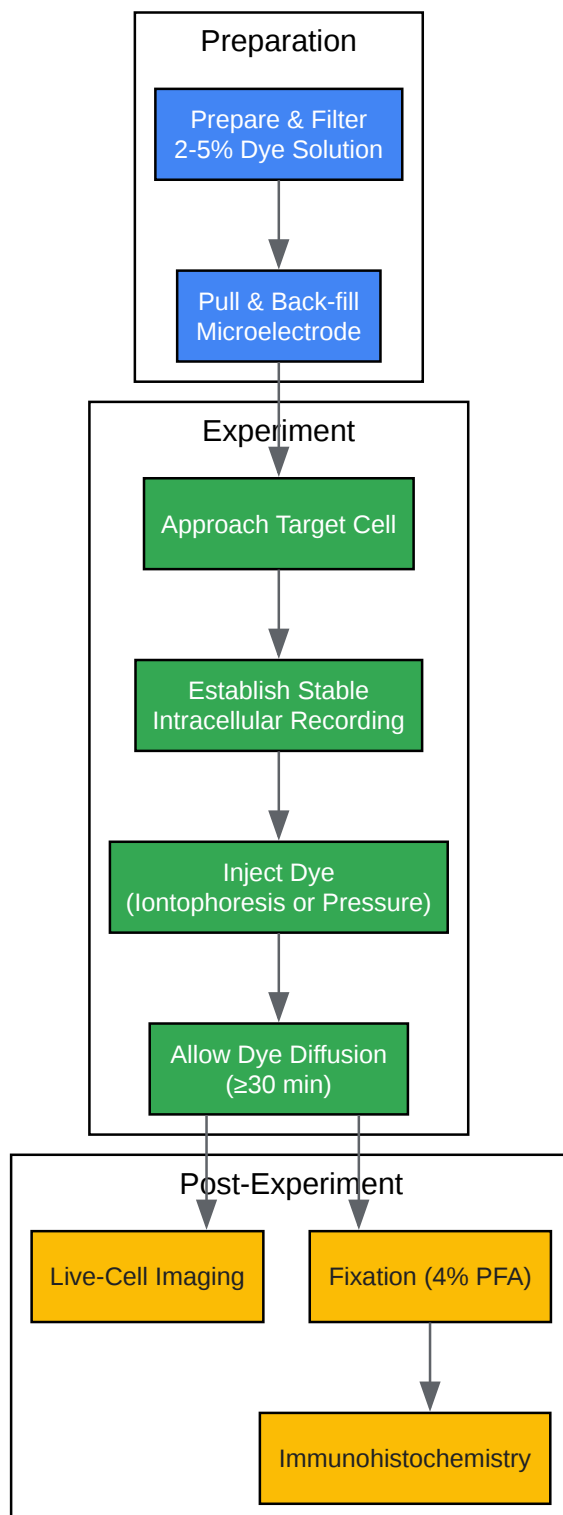 Preparation
Prepare & Filter
2-5% Dye Solution
Pull & Back-fill
Microelectrode
Experiment
Approach Target Cell
Establish Stable
Intracellular Recording
Inject Dye
(Iontophoresis or Pressure)
Allow Dye Diffusion
(≥30 min)
Post-Experiment
Live-Cell Imaging
Fixation (4% PFA)
Immunohistochemistry